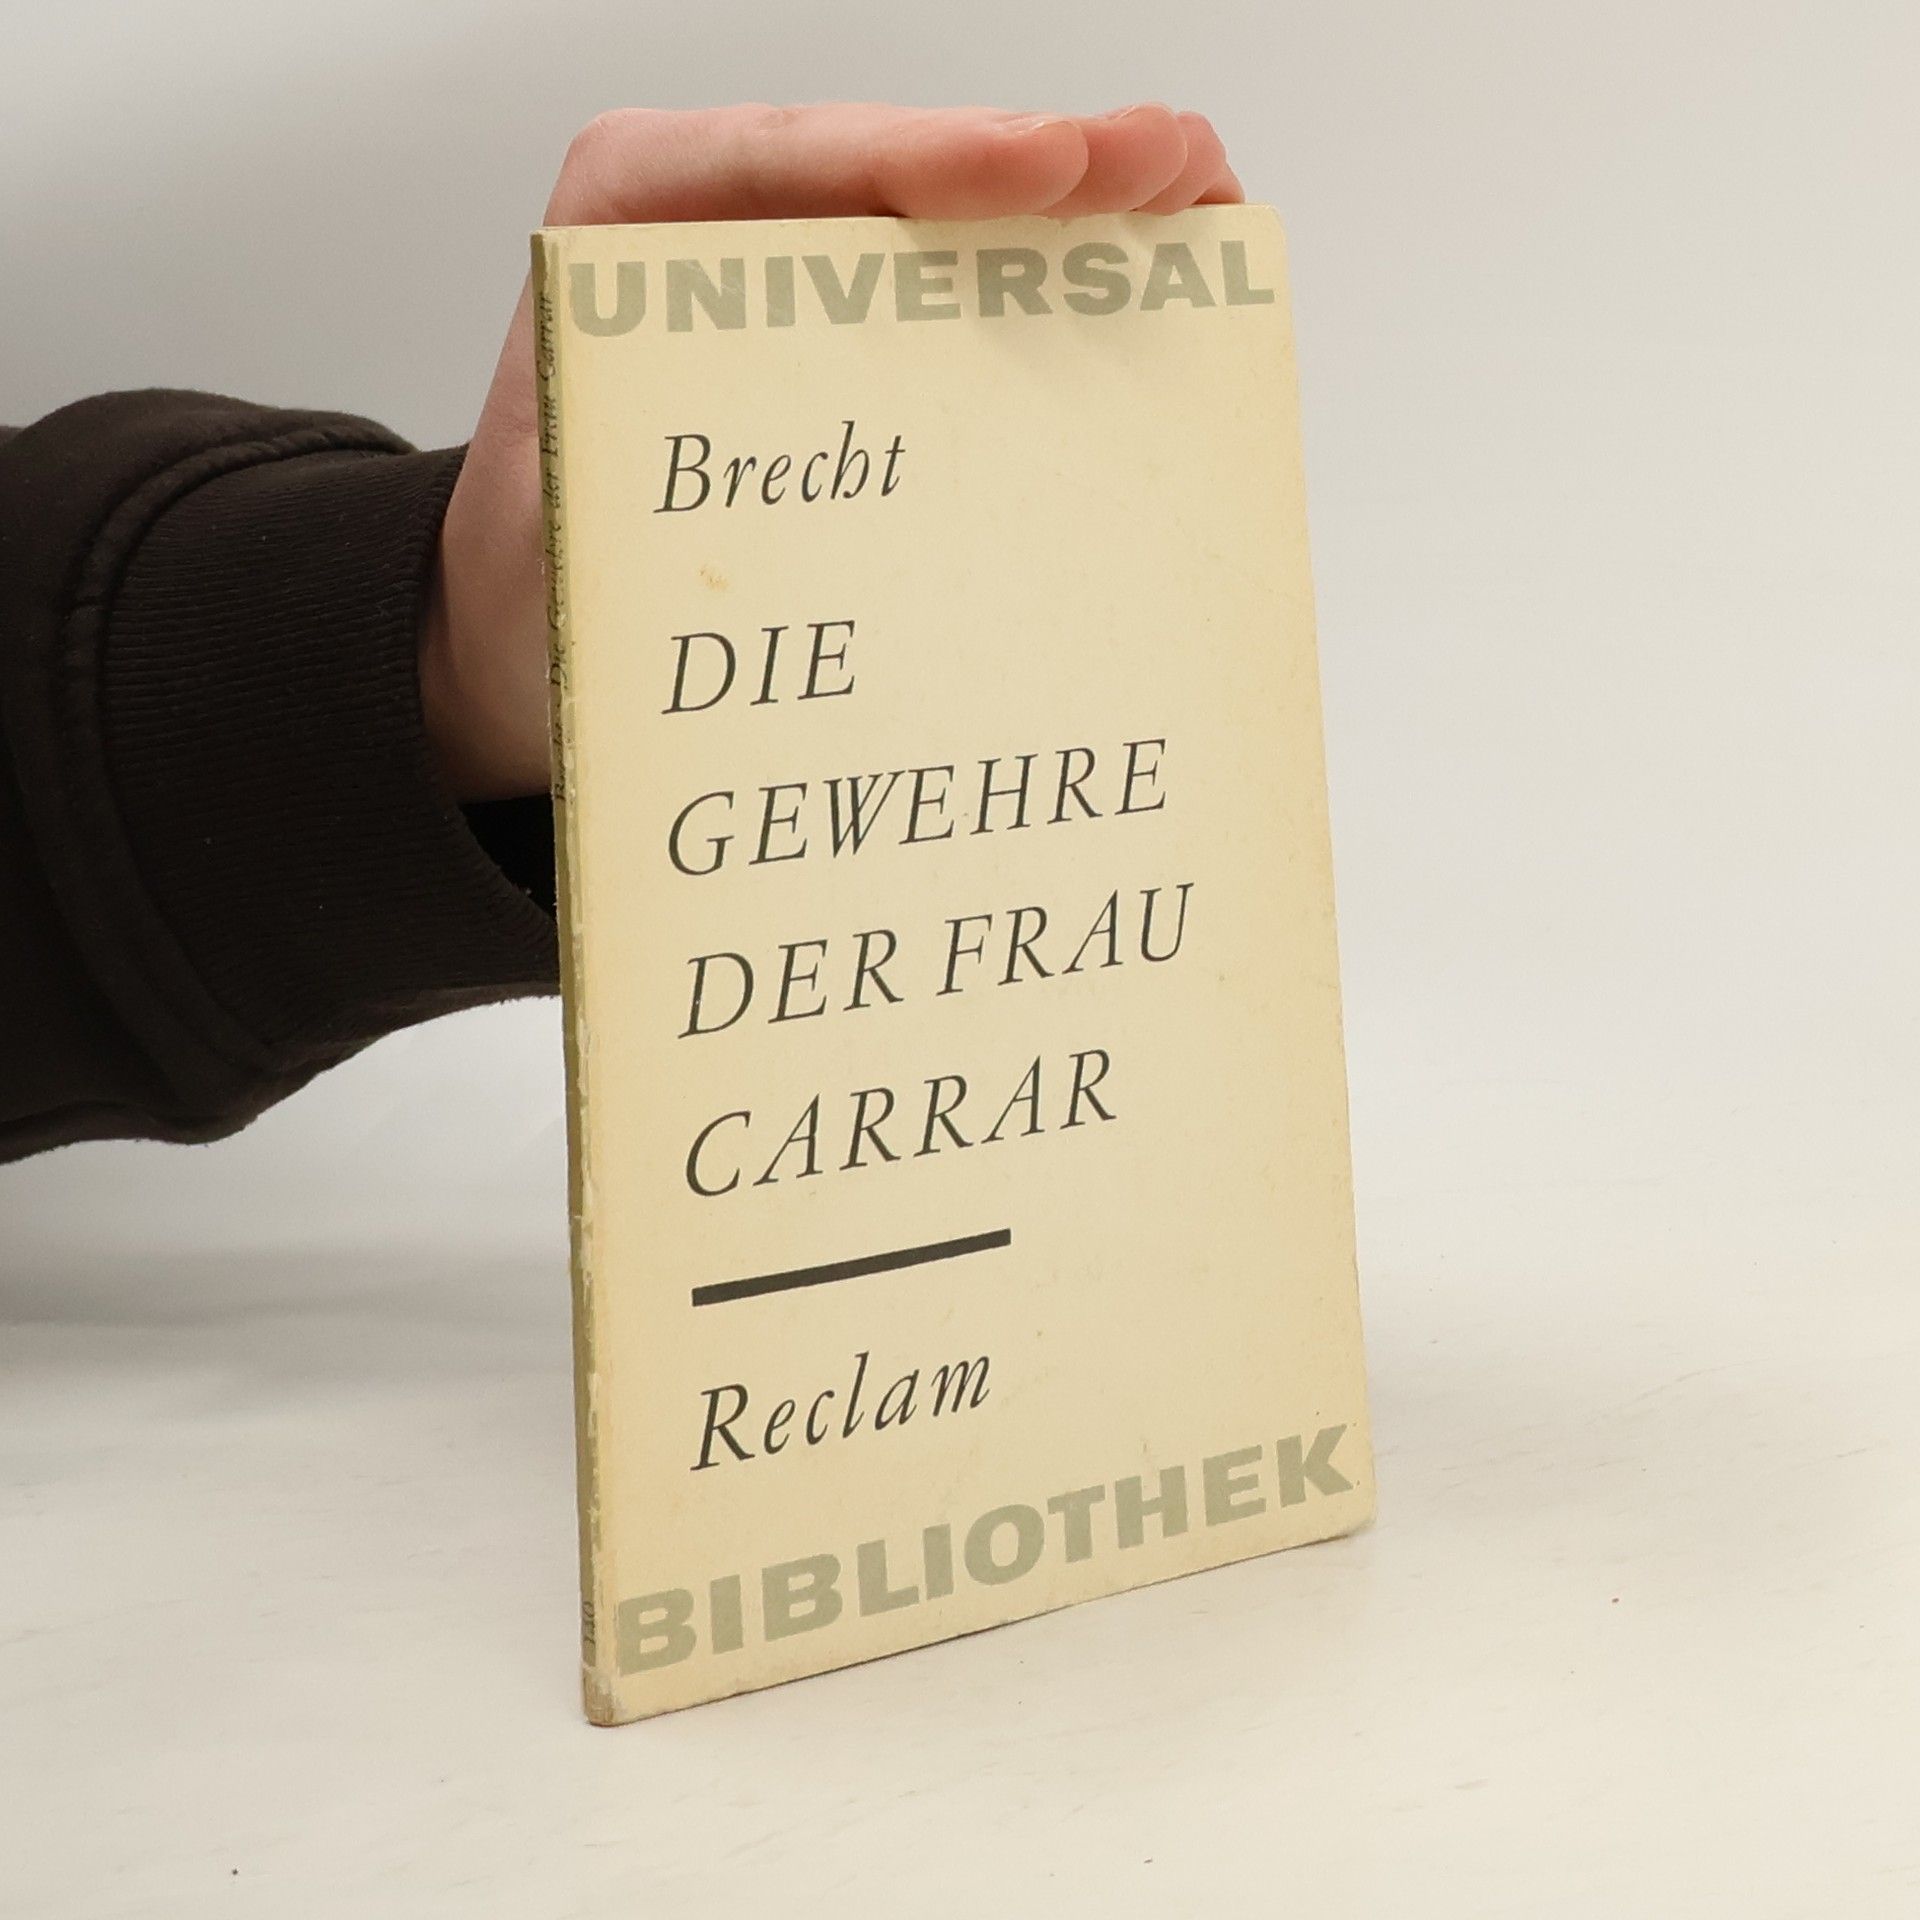 UNIVERSAL
Brecht
DIE
GEWEHRE
DER FRAU
CARRAR
Reclam
BIBLIOTHEK
Brecht · Die Gewehre der Frau Carrar